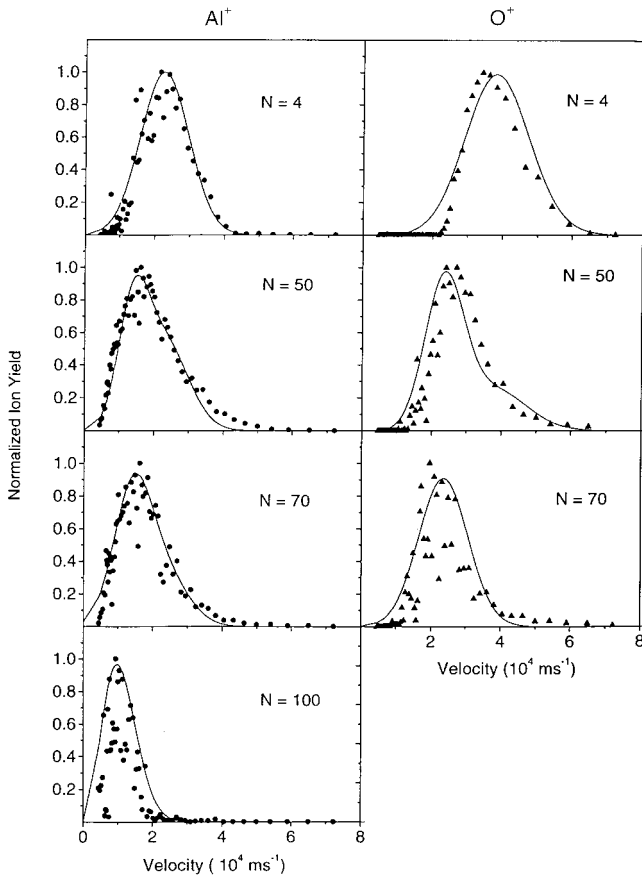 Al+ O+
1.0 N = 4 N = 4
0.8
0.6
0.4
0.2
1.0 N = 50 N = 50
0.8
0.6
0.4
0.2
1.0 N = 70 N = 70
0.8
0.6
0.4
0.2
0 2 4 6 8
Velocity (10⁴ ms⁻¹)
1.0 N = 100
0.8
0.6
0.4
0.2
0 2 4 6 8
Velocity ( 10⁴ ms⁻¹)
Normalized Ion Yield